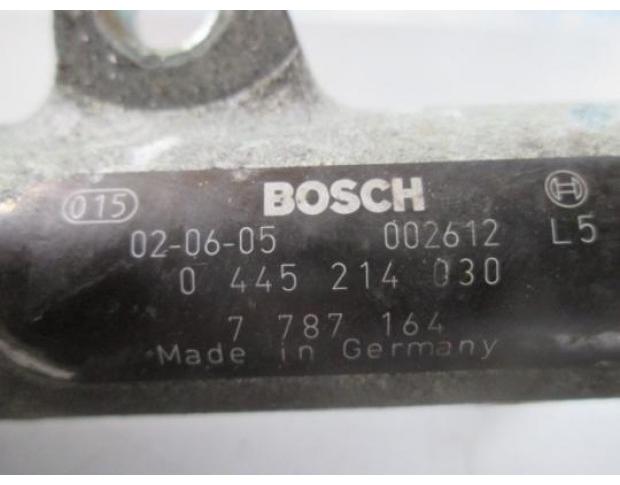 015 BOSCH
02-06-05 002612 L5
0 445 214 030
7 787 164
Made in Germany